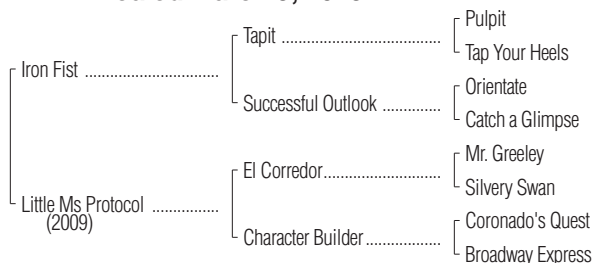 Pulpit
Tapit ..............................
Tap Your Heels
Iron Fist ..............................
Orientate
Successful Outlook .............
Catch a Glimpse
Mr. Greeley
El Corredor..........................
Silvery Swan
Little Ms Protocol ...............
(2009)
Coronado's Quest
Character Builder.................
Broadway Express